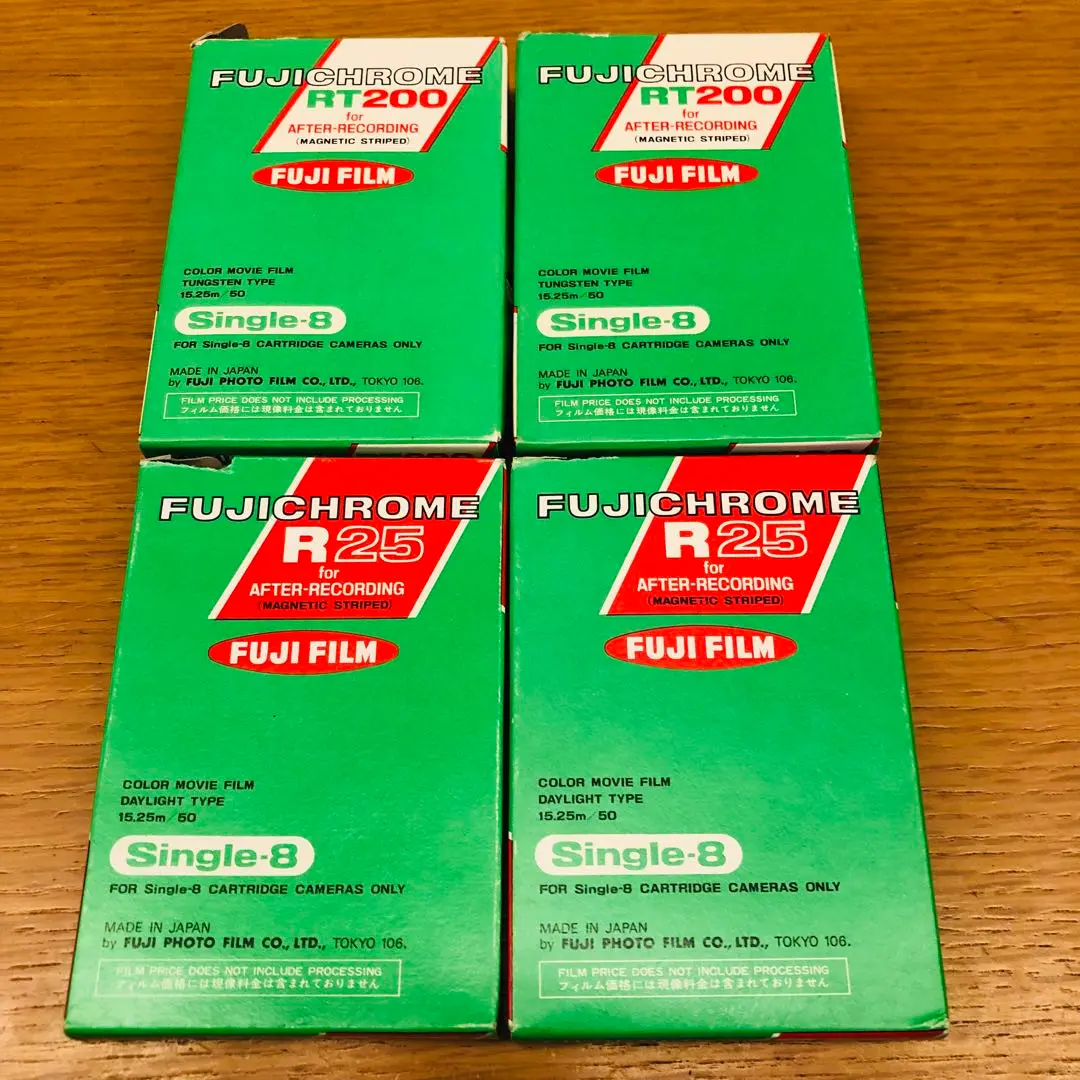 FUJICHROME
RT200
for
AFTER-RECORDING
(MAGNETIC STRIPED)
FUJI FILM
COLOR MOVIE FILM
TUNGSTEN TYPE
15.25m/50
Single-8
FOR Single-8 CARTRIDGE CAMERAS ONLY
MADE IN JAPAN
by FUJI PHOTO FILM CO., LTD., TOKYO 106.
FILM PRICE DOES NOT INCLUDE PROCESSING
フィルム価格には現像料金は含まれておりません
FUJICHROME
RT200
for
AFTER-RECORDING
(MAGNETIC STRIPED)
FUJI FILM
COLOR MOVIE FILM
TUNGSTEN TYPE
15.25m/50
Single-8
FOR Single-8 CARTRIDGE CAMERAS ONLY
MADE IN JAPAN
by FUJI PHOTO FILM CO., LTD., TOKYO 106.
FILM PRICE DOES NOT INCLUDE PROCESSING
フィルム価格には現像料金は含まれておりません
FUJICHROME
R25
for
AFTER-RECORDING
(MAGNETIC STRIPED)
FUJI FILM
COLOR MOVIE FILM
DAYLIGHT TYPE
15.25m/50
Single-8
FOR Single-8 CARTRIDGE CAMERAS ONLY
MADE IN JAPAN
by FUJI PHOTO FILM CO., LTD., TOKYO 106.
FILM PRICE DOES NOT INCLUDE PROCESSING
フィルム価格には現像料金は含まれておりません
FUJICHROME
R25
for
AFTER-RECORDING
(MAGNETIC STRIPED)
FUJI FILM
COLOR MOVIE FILM
DAYLIGHT TYPE
15.25m/50
Single-8
FOR Single-8 CARTRIDGE CAMERAS ONLY
MADE IN JAPAN
by FUJI PHOTO FILM CO., LTD., TOKYO 106.
FILM PRICE DOES NOT INCLUDE PROCESSING
フィルム価格には現像料金は含まれておりません